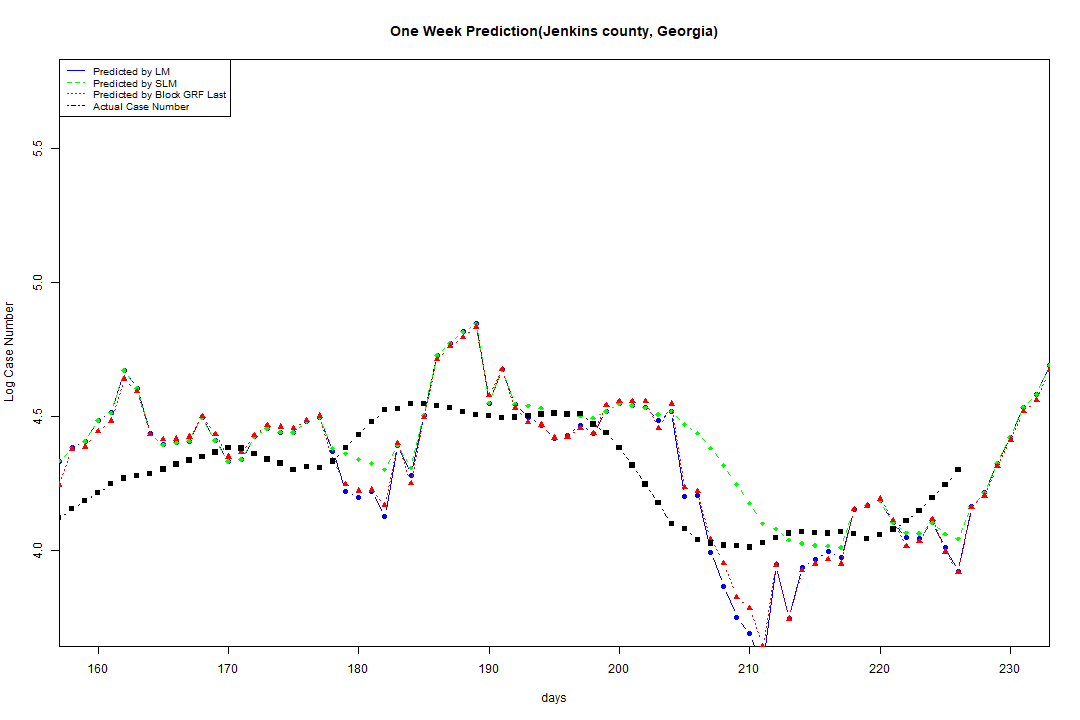 One Week Prediction(Jenkins county, Georgia)
Predicted by LM
Predicted by SLM
Predicted by Block GRF Last
Actual Case Number
5.5
5.0
4.5
4.0
Log Case Number
160 170 180 190 200 210 220 230
days